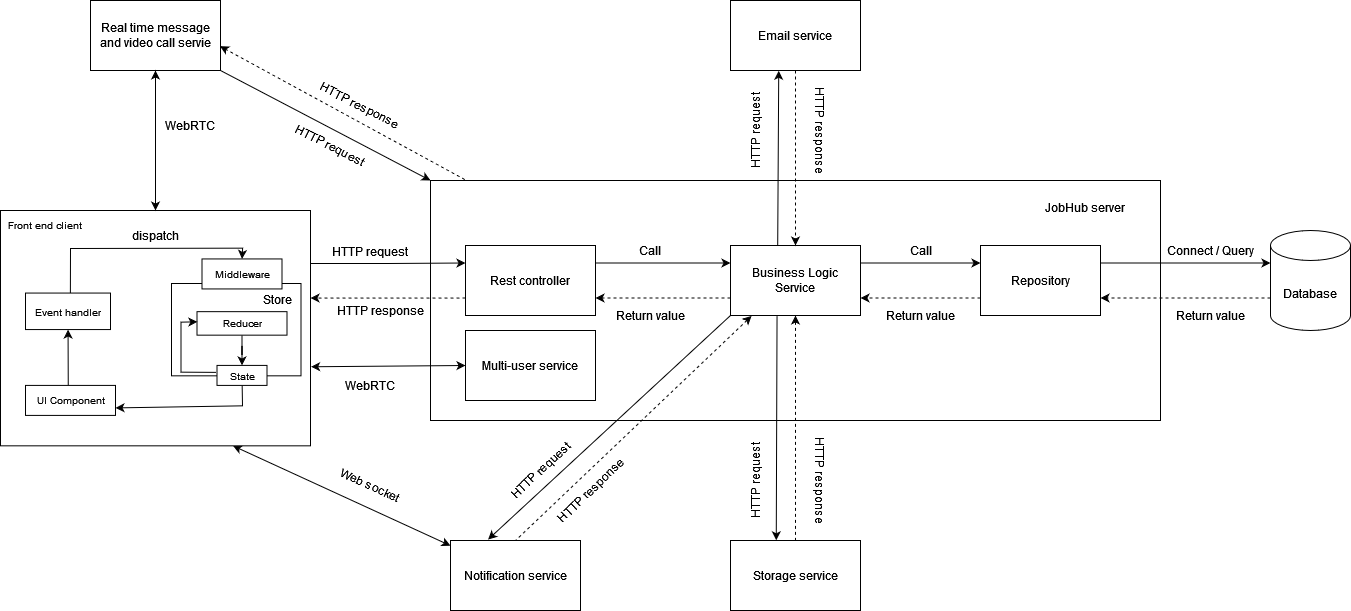 Real time message
and video call servie
Email service
HTTP response
HTTP request
WebRTC
HTTP request
HTTP response
JobHub server
Front end client
dispatch
Middleware
Store
Event handler
Reducer
State
UI Component
HTTP request
HTTP response
WebRTC
Rest controller
Multi-user service
Call
Return value
Business Logic
Service
Call
Return value
Repository
Connect / Query
Return value
Database
Web socket
HTTP request
HTTP response
HTTP request
HTTP response
Notification service
Storage service